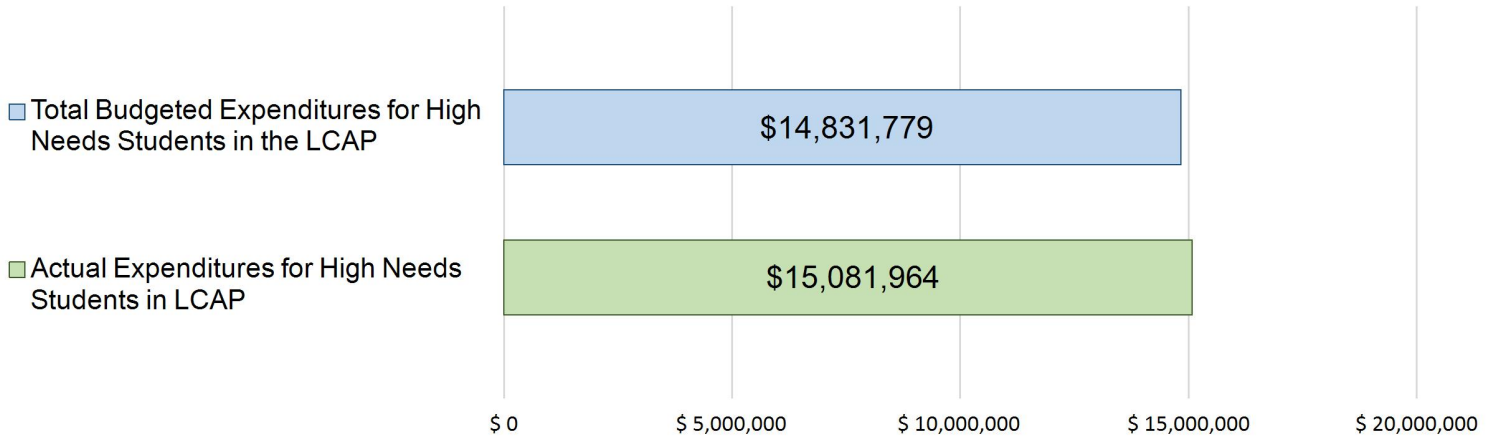 Total Budgeted Expenditures for High
Needs Students in the LCAP
$14,831,779
Actual Expenditures for High Needs
Students in LCAP
$15,081,964
$ 0
$ 5,000,000
$ 10,000,000
$ 15,000,000
$ 20,000,000